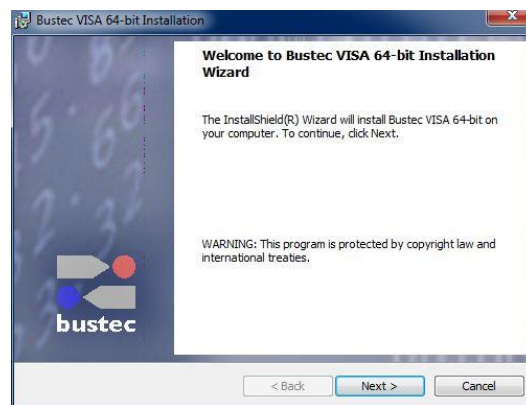 Bustec VISA 64-bit Installation
Welcome to Bustec VISA 64-bit Installation
Wizard
The InstallShield(R) Wizard will install Bustec VISA 64-bit on
your computer. To continue, click Next.
WARNING: This program is protected by copyright law and
international treaties.
bustec
< Back
Next >
Cancel